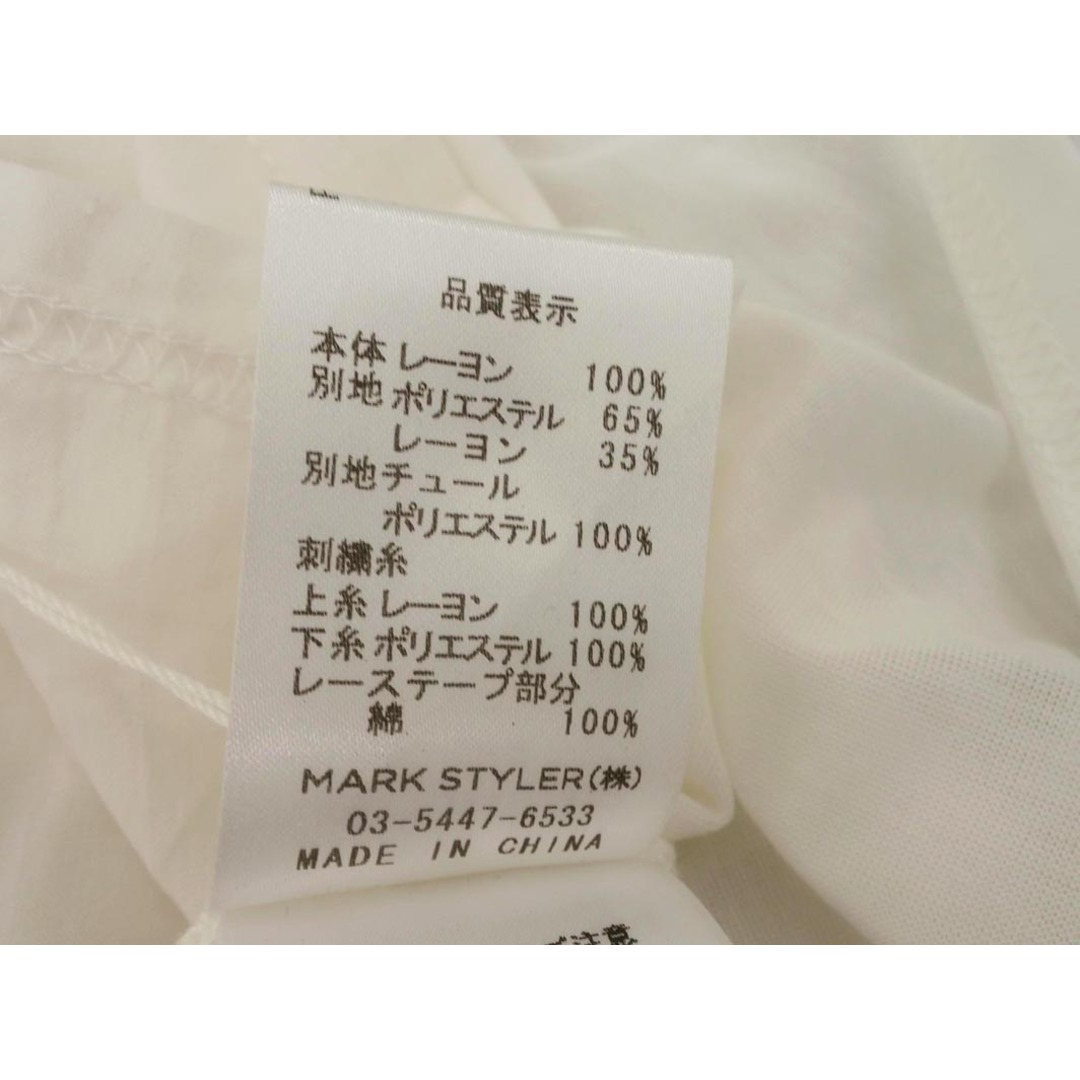 品質表示
本体 レーヨン 100%
別地 ポリエステル 65%
レーヨン 35%
別地チュール
ポリエステル 100%
刺繍糸
上糸 レーヨン 100%
下糸 ポリエステル 100%
レーステープ部分
綿 100%
MARK STYLER(株)
03-5447-6533
MADE IN CHINA
ご注意